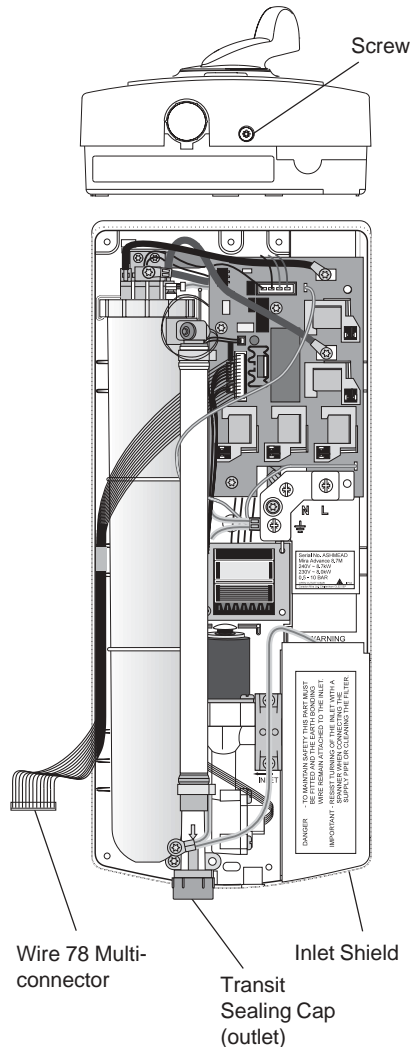 Screw
N L
Serial No. ASHMEAD
Mira Advance 8.7M
240V ~ 8.7kW
230V ~ 8.0kW
0.5 - 10 BAR
WARNING
DANGER - TO MAINTAIN SAFETY THIS PART MUST
BE FITTED AND THE EARTH BONDING
WIRE REMAIN ATTACHED TO THE INLET.
IMPORTANT - RESIST TURNING OF THE INLET WITH A
SPANNER WHEN CONNECTING THE
SUPPLY PIPE OR CLEANING THE FILTER.
INLET
Wire 78 Multi-
connector
Transit
Sealing Cap
(outlet)
Inlet Shield